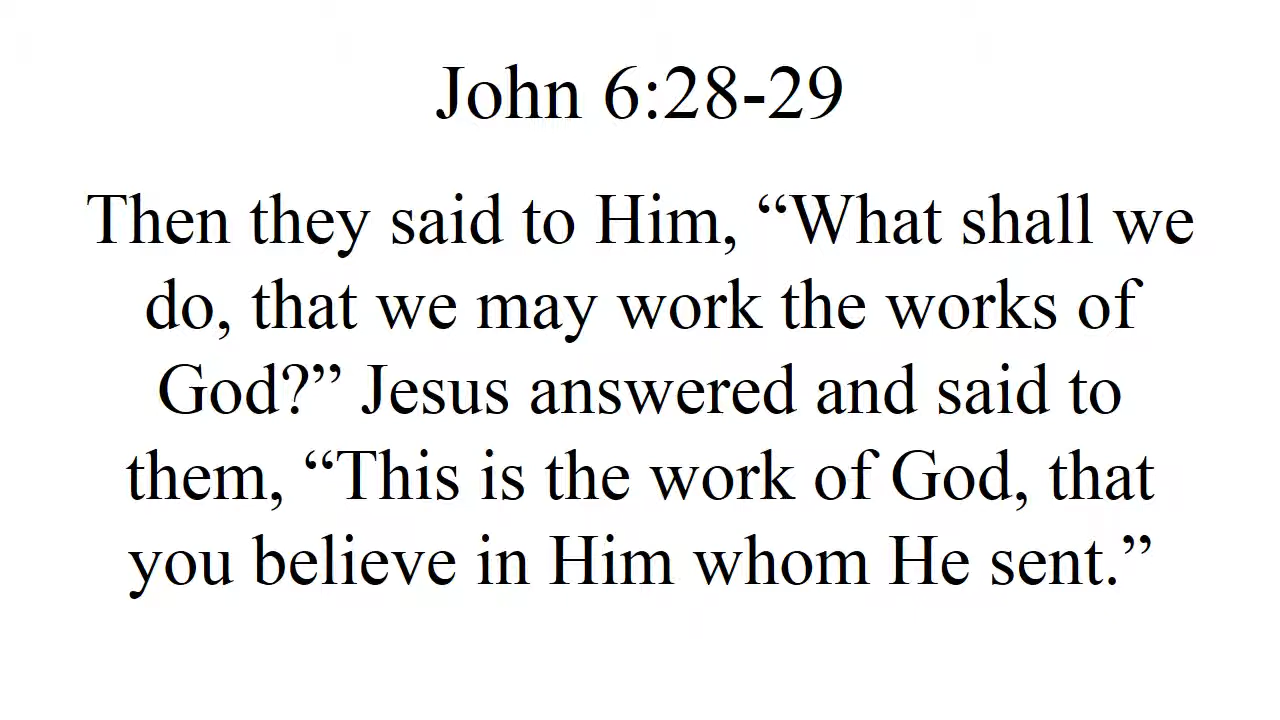 John 6:28-29
Then they said to Him, “What shall we
do, that we may work the works of
God?” Jesus answered and said to
them, “This is the work of God, that
you believe in Him whom He sent.”